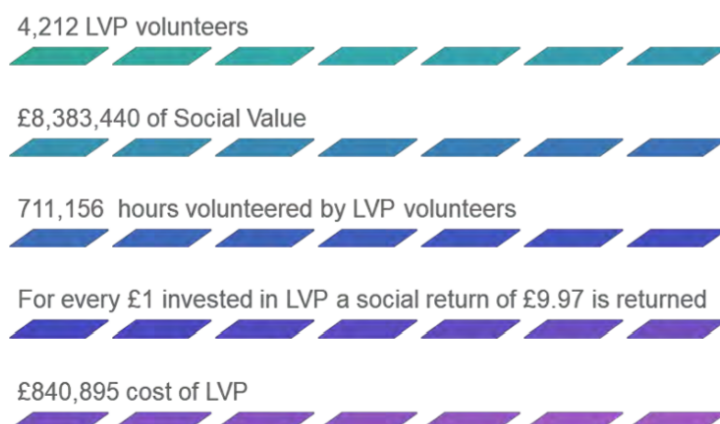 4,212 LVP volunteers
£8,383,440 of Social Value
711,156 hours volunteered by LVP volunteers
For every £1 invested in LVP a social return of £9.97 is returned
£840,895 cost of LVP